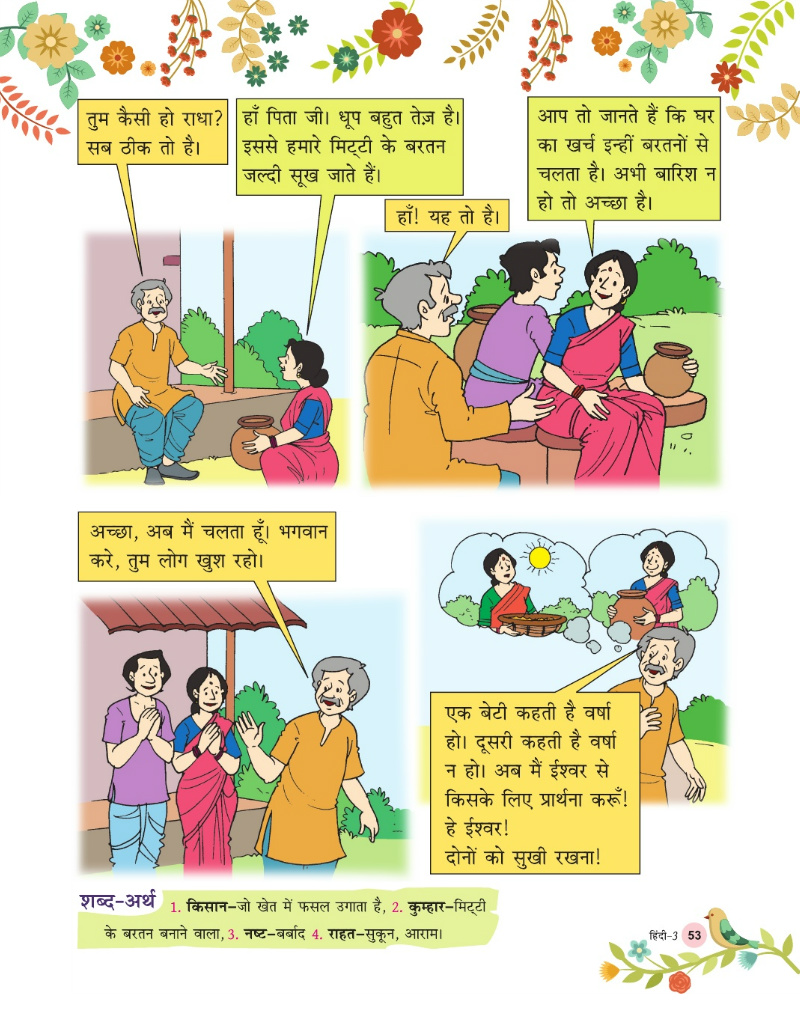 तुम कैसी हो राधा?
सब ठीक तो है।
हाँ पिता जी। धूप बहुत तेज़ है।
इससे हमारे मिट्टी के बरतन
जल्दी सूख जाते हैं।
आप तो जानते हैं कि घर
का खर्च इन्हीं बरतनों से
चलता है। अभी बारिश न
हो तो अच्छा है।
हाँ! यह तो है।
अच्छा, अब मैं चलता हूँ। भगवान
करे, तुम लोग खुश रहो।
एक बेटी कहती है वर्षा
हो। दूसरी कहती है वर्षा
न हो। अब मैं ईश्वर से
किसके लिए प्रार्थना करूँ!
हे ईश्वर!
दोनों को सुखी रखना!
शब्द-अर्थ 1. किसान–जो खेत में फसल उगाता है, 2. कुम्हार–मिट्टी
के बरतन बनाने वाला, 3. नष्ट–बर्बाद 4. राहत–सुकून, आराम।
हिंदी-3 53